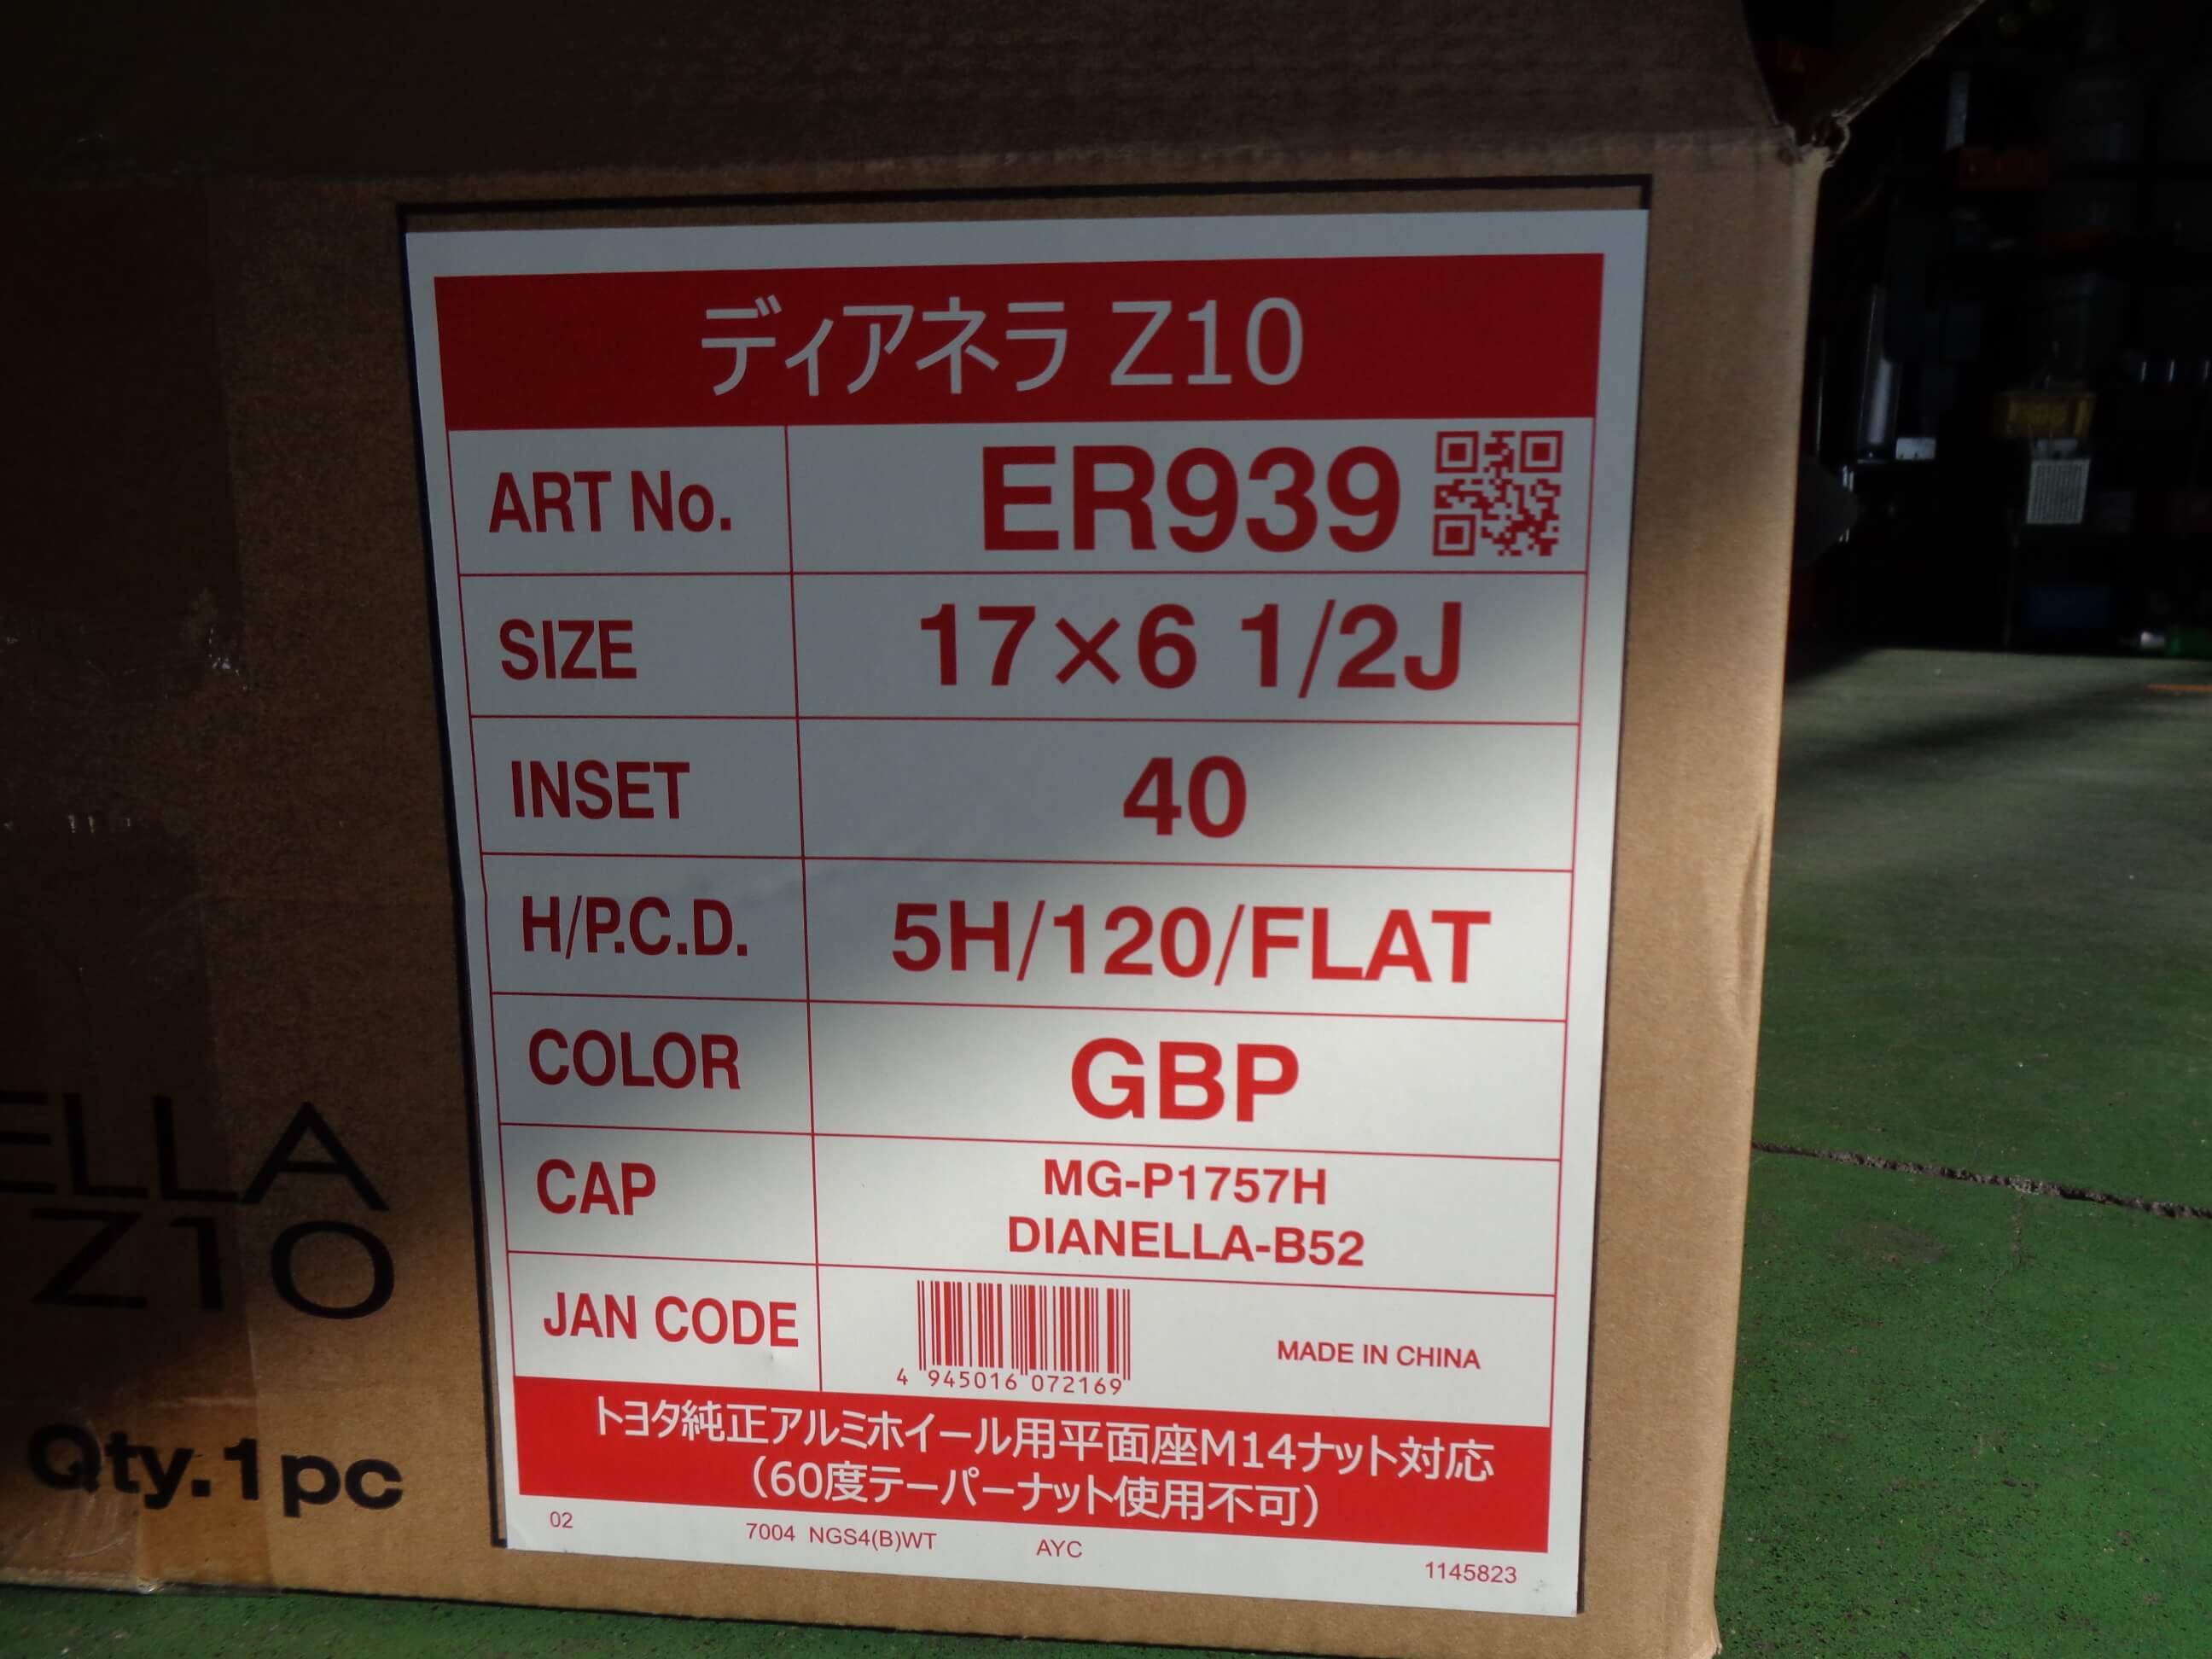 ディアネラ Z10
ART No. ER939
SIZE 17×6 1/2J
INSET 40
H/P.C.D. 5H/120/FLAT
COLOR GBP
CAP MG-P1757H
DIANELLA-B52
JAN CODE 4 945016 072169 MADE IN CHINA
トヨタ純正アルミホイール用平面座M14ナット対応
（60度テーパーナット使用不可）
02 7004 NGS4(B)WT AYC 1145823
ELLA
Z10
Qty.1pc